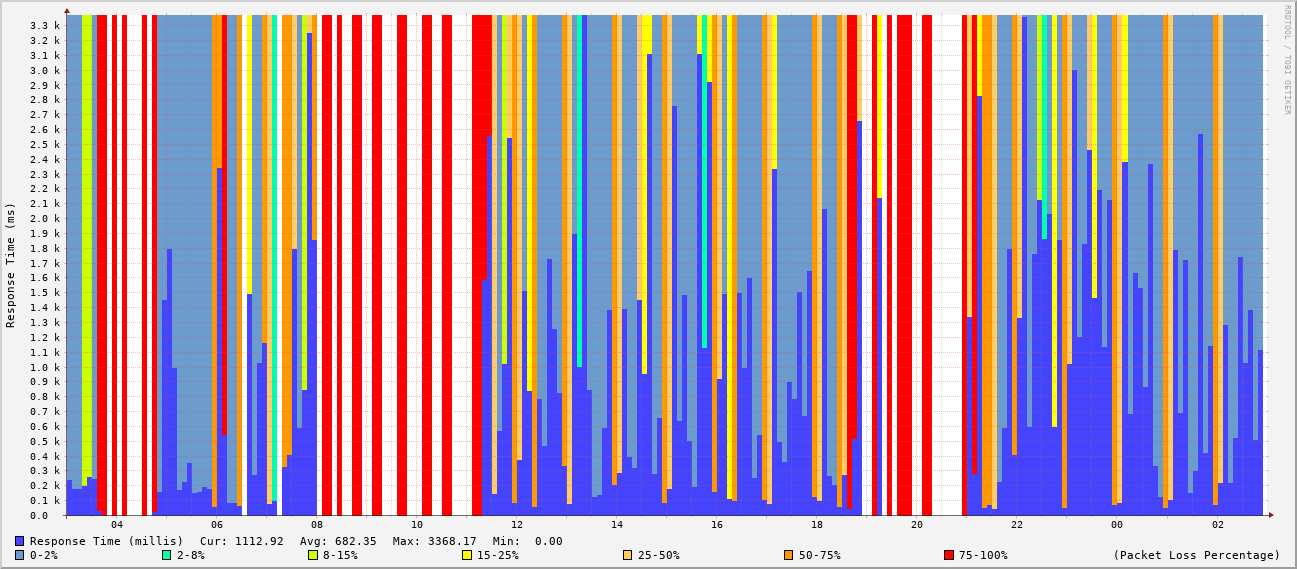 RRDTOOL / TOBI OETIKER
Response Time (ms)
3.3 k
3.2 k
3.1 k
3.0 k
2.9 k
2.8 k
2.7 k
2.6 k
2.5 k
2.4 k
2.3 k
2.2 k
2.1 k
2.0 k
1.9 k
1.8 k
1.7 k
1.6 k
1.5 k
1.4 k
1.3 k
1.2 k
1.1 k
1.0 k
0.9 k
0.8 k
0.7 k
0.6 k
0.5 k
0.4 k
0.3 k
0.2 k
0.1 k
0.0
04 06 08 10 12 14 16 18 20 22 00 02
Response Time (millis) Cur: 1112.92 Avg: 682.35 Max: 3368.17 Min: 0.00
0-2% 2-8% 8-15% 15-25% 25-50% 50-75% 75-100% (Packet Loss Percentage)